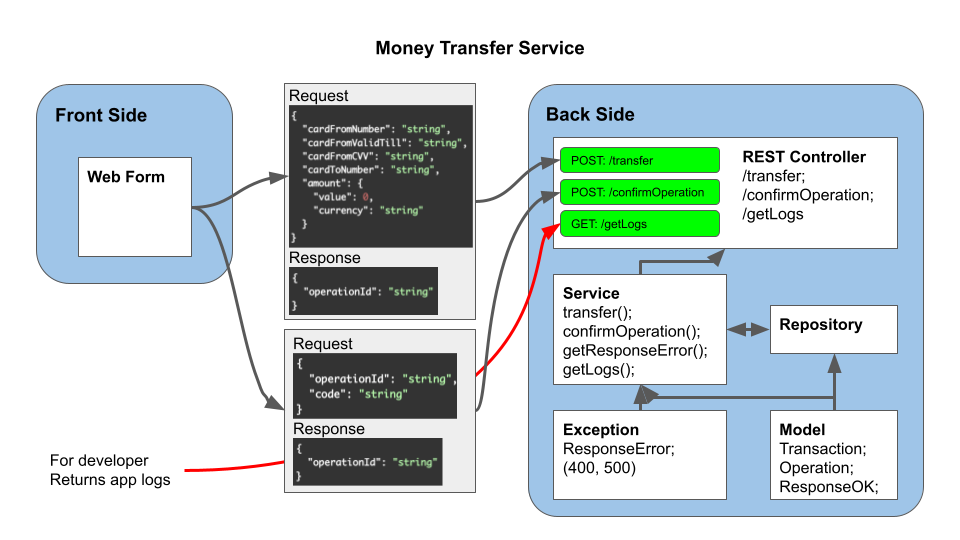 Money Transfer Service
Front Side
Web Form
Request
{
"cardFromNumber": "string",
"cardFromValidTill": "string",
"cardFromCVV": "string",
"cardToNumber": "string",
"amount": {
"value": 0,
"currency": "string"
}
}
Response
{
"operationId": "string"
}
Request
{
"operationId": "string",
"code": "string"
}
Response
{
"operationId": "string"
}
For developer
Returns app logs
Back Side
POST: /transfer
POST: /confirmOperation
GET: /getLogs
REST Controller
/transfer;
/confirmOperation;
/getLogs
Service
transfer();
confirmOperation();
getResponseError();
getLogs();
Repository
Exception
ResponseError;
(400, 500)
Model
Transaction;
Operation;
ResponseOK;